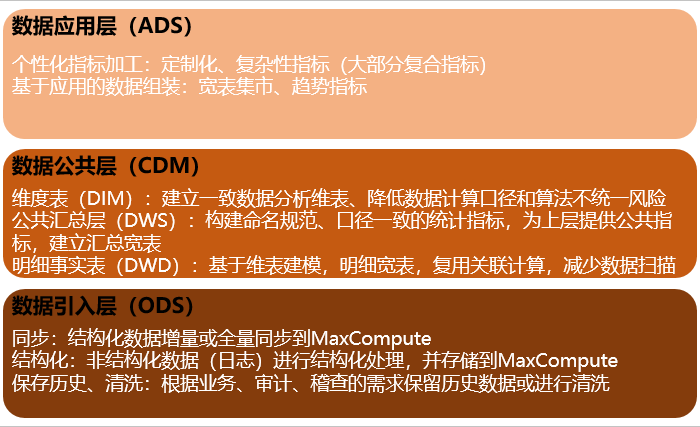 数据应用层（ADS）
个性化指标加工：定制化、复杂性指标（大部分复合指标）
基于应用的数据组装：宽表集市、趋势指标
数据公共层（CDM）
维度表（DIM）：建立一致数据分析维表、降低数据计算口径和算法不统一风险
公共汇总层（DWS）：构建命名规范、口径一致的统计指标，为上层提供公共指
标，建立汇总宽表
明细事实表（DWD）：基于维表建模，明细宽表，复用关联计算，减少数据扫描
数据引入层（ODS）
同步：结构化数据增量或全量同步到MaxCompute
结构化：非结构化数据（日志）进行结构化处理，并存储到MaxCompute
保存历史、清洗：根据业务、审计、稽查的需求保留历史数据或进行清洗